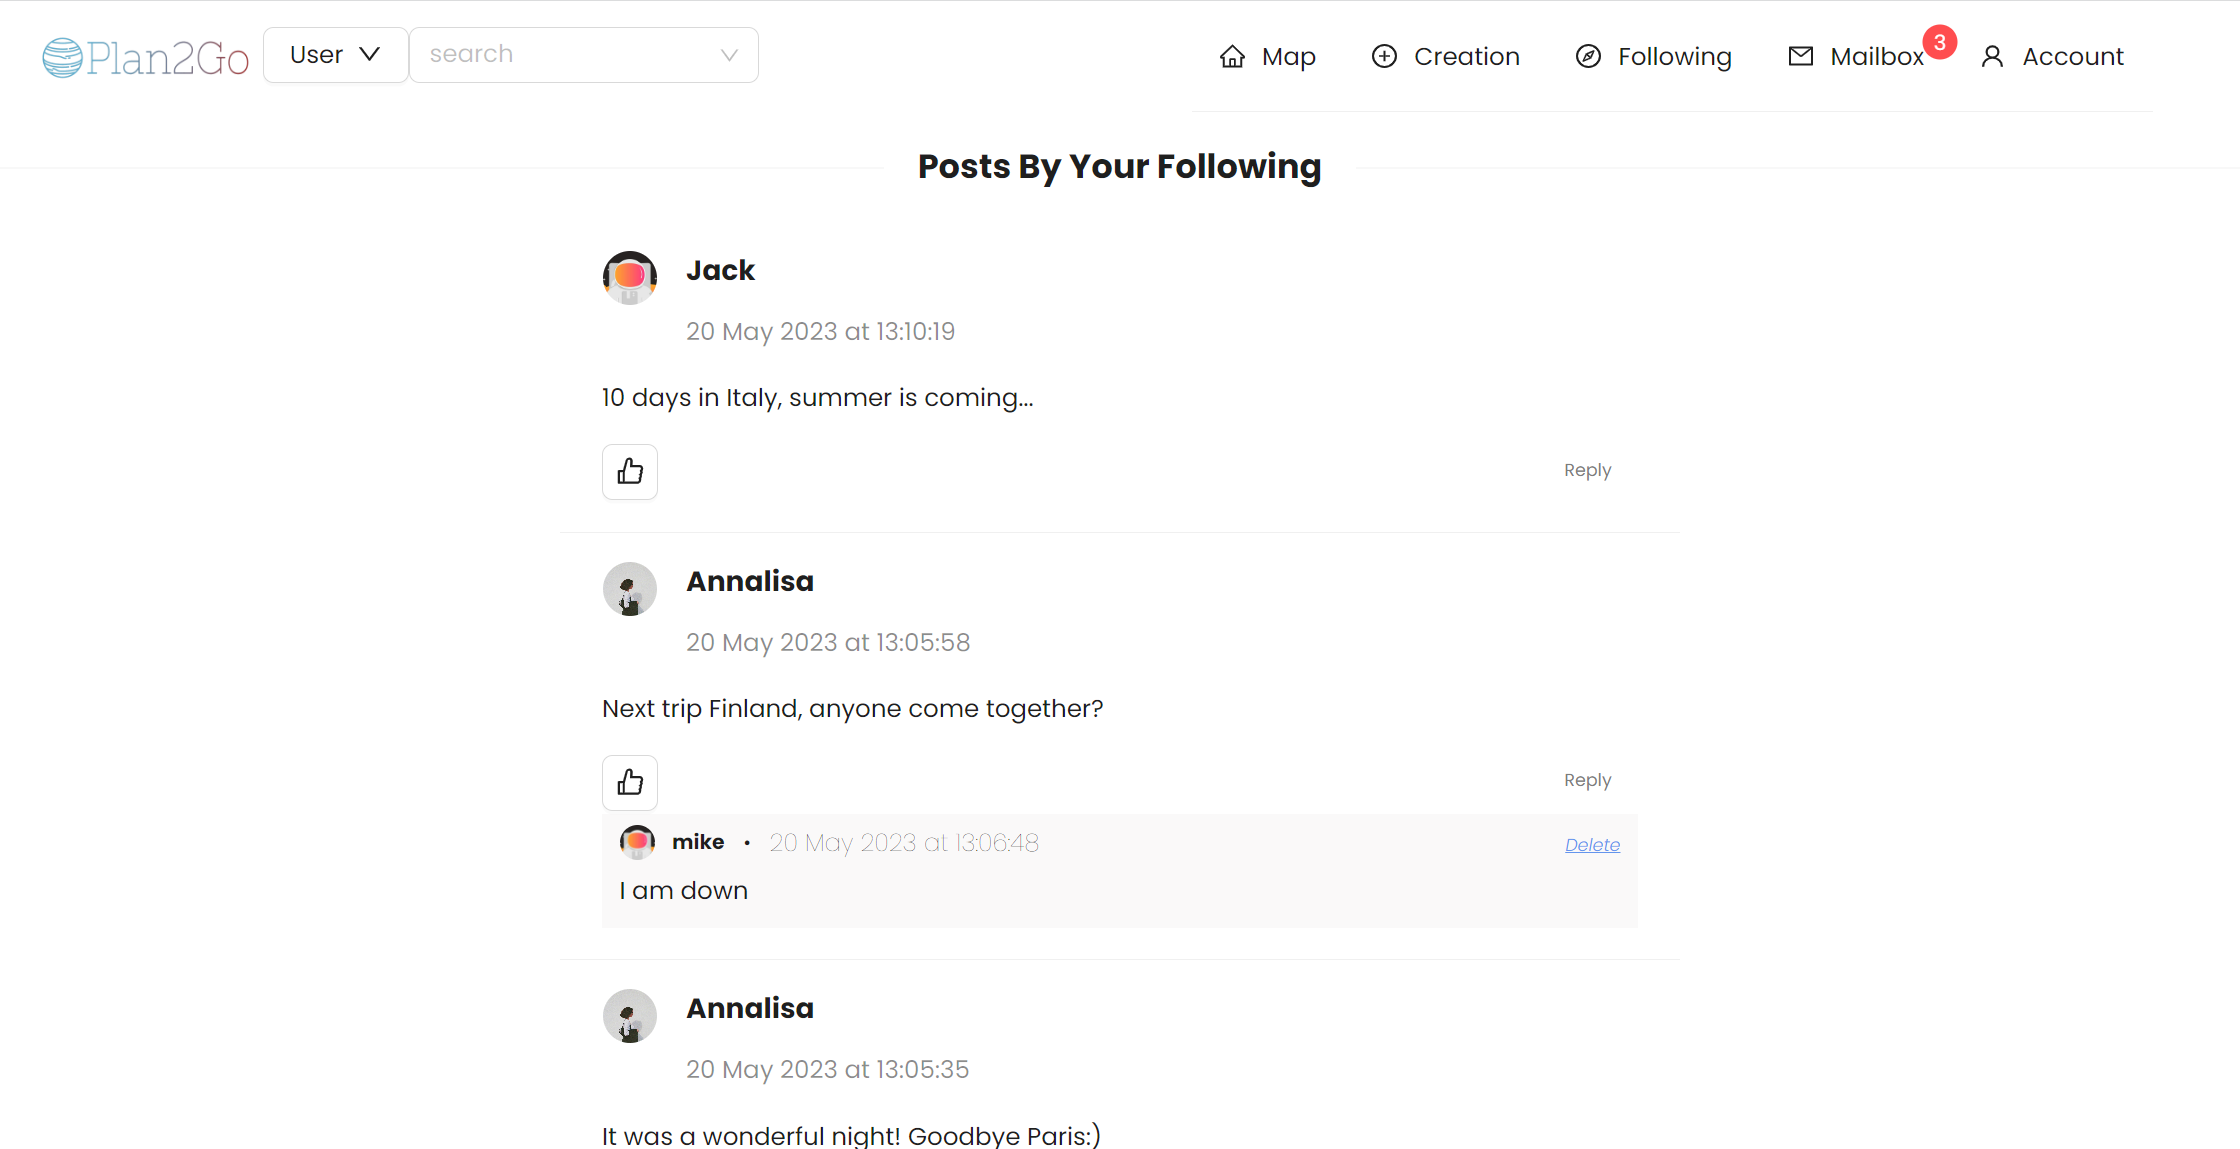 Plan2Go User search Map Creation Following Mailbox 3 Account
Posts By Your Following
Jack
20 May 2023 at 13:10:19
10 days in Italy, summer is coming...
Reply
Annalisa
20 May 2023 at 13:05:58
Next trip Finland, anyone come together?
Reply
mike • 20 May 2023 at 13:06:48 Delete
I am down
Annalisa
20 May 2023 at 13:05:35
It was a wonderful night! Goodbye Paris:)